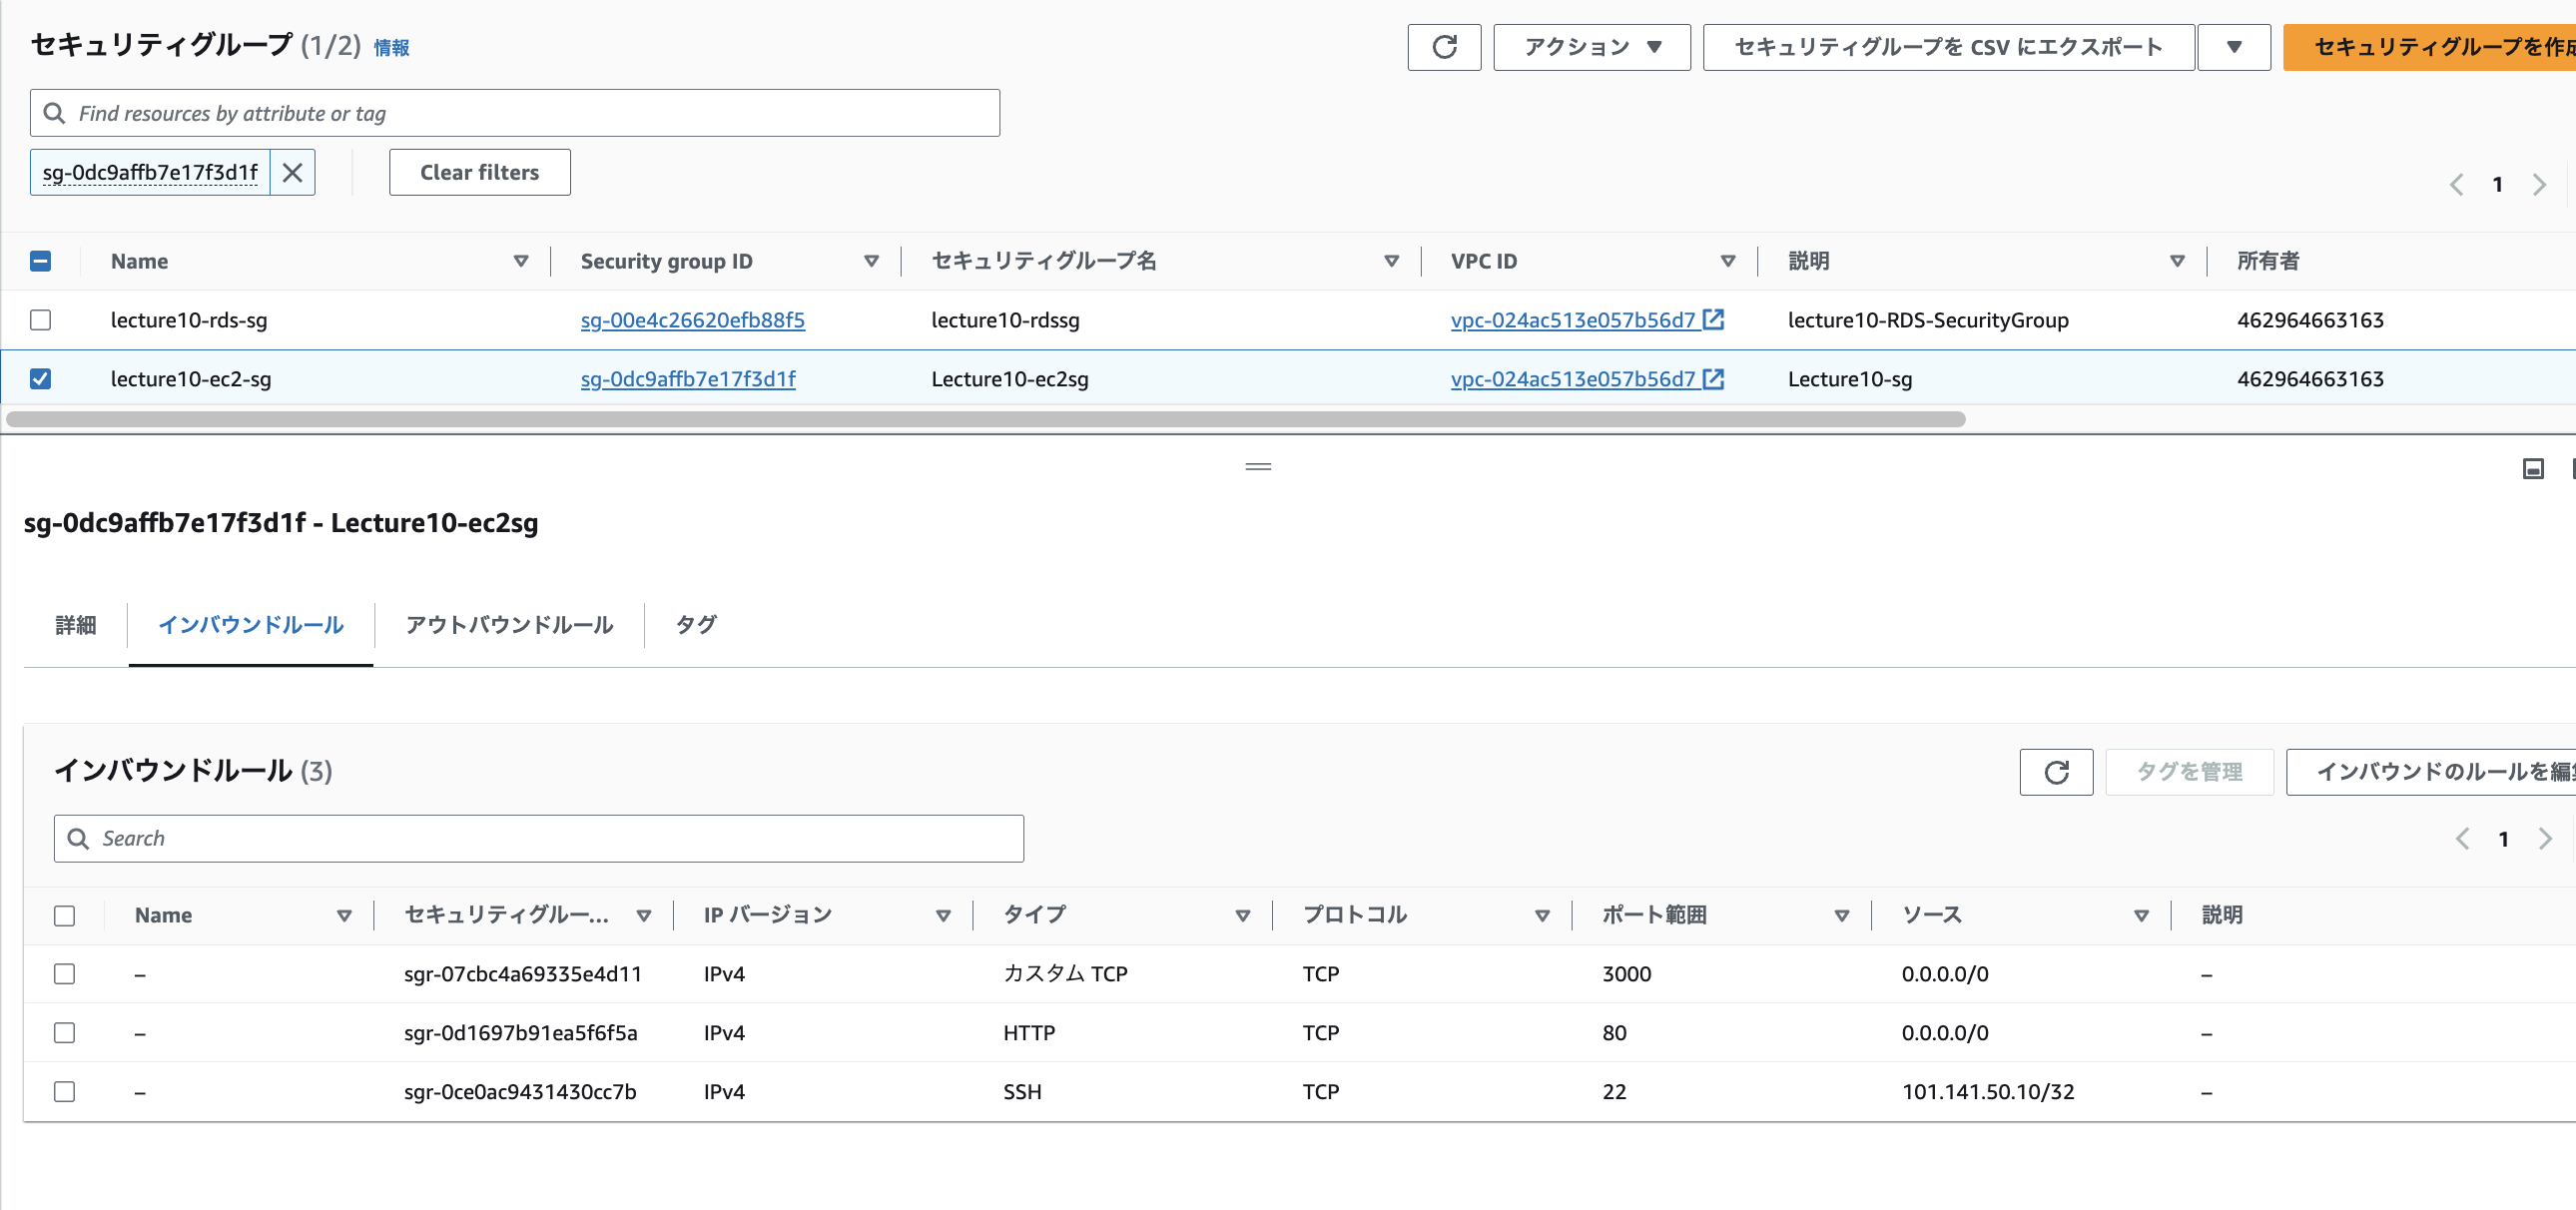 セキュリティグループ (1/2) 情報
アクション セキュリティグループを CSV にエクスポート セキュリティグループを作成
Find resources by attribute or tag
sg-0dc9affb7e17f3d1f Clear filters
1
Name Security group ID セキュリティグループ名 VPC ID 説明 所有者
lecture10-rds-sg sg-00e4c26620efb88f5 lecture10-rdssg vpc-024ac513e057b56d7 lecture10-RDS-SecurityGroup 462964663163
lecture10-ec2-sg sg-0dc9affb7e17f3d1f Lecture10-ec2sg vpc-024ac513e057b56d7 Lecture10-sg 462964663163
sg-0dc9affb7e17f3d1f - Lecture10-ec2sg
詳細 インバウンドルール アウトバウンドルール タグ
インバウンドルール (3)
タグを管理 インバウンドのルールを編集
Search
1
Name セキュリティグルー... IP バージョン タイプ プロトコル ポート範囲 ソース 説明
– sgr-07cbc4a69335e4d11 IPv4 カスタム TCP TCP 3000 0.0.0.0/0 –
– sgr-0d1697b91ea5f6f5a IPv4 HTTP TCP 80 0.0.0.0/0 –
– sgr-0ce0ac9431430cc7b IPv4 SSH TCP 22 101.141.50.10/32 –